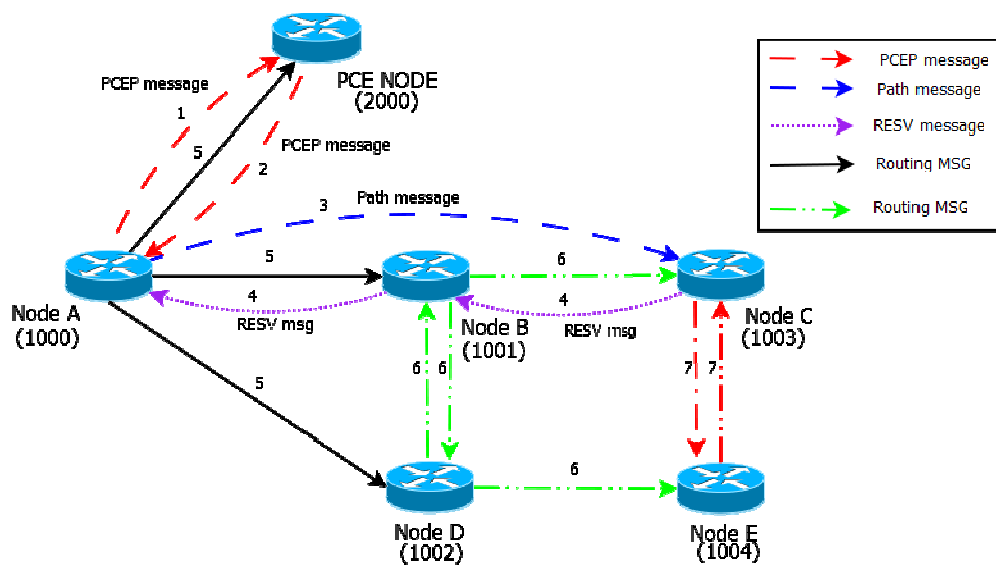 PCE NODE
(2000)
PCEP message
1
5
2
PCEP message
3
Path message
5
6
4
RESV msg
4
RESV msg
Node A
(1000)
Node B
(1001)
Node C
(1003)
5
6
6
7
7
6
Node D
(1002)
Node E
(1004)
PCEP message
Path message
RESV message
Routing MSG
Routing MSG